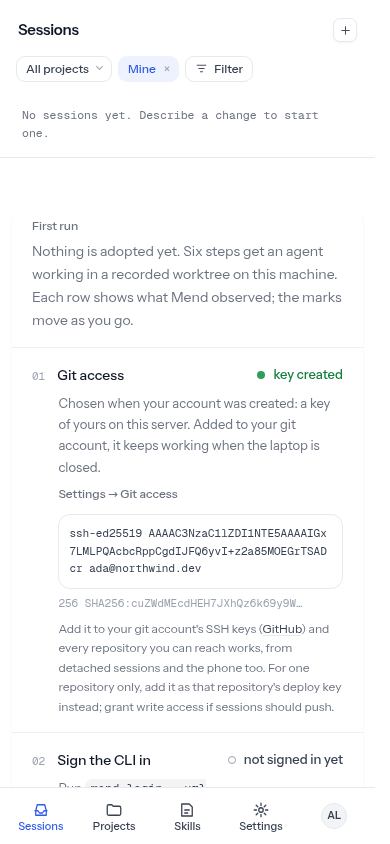 Sessions
All projects
Mine ×
Filter
No sessions yet. Describe a change to start
one.
First run
Nothing is adopted yet. Six steps get an agent
working in a recorded worktree on this machine.
Each row shows what Mend observed; the marks
move as you go.
01 Git access key created
Chosen when your account was created: a key
of yours on this server. Added to your git
account, it keeps working when the laptop is
closed.
Settings → Git access
ssh-ed25519 AAAAC3NzaC1lZDI1NTE5AAAAIGx
7LMLPQAcbcRppCgdIJFQ6yvI+z2a85MOEGrTSAD
cr ada@northwind.dev
256 SHA256:cuZWdMEcdHEH7JXhQz6k69y9W…
Add it to your git account's SSH keys (GitHub) and
every repository you can reach works, from
detached sessions and the phone too. For one
repository only, add it as that repository's deploy key
instead; grant write access if sessions should push.
02 Sign the CLI in not signed in yet
Run mend login --url
Sessions Projects Skills Settings AL